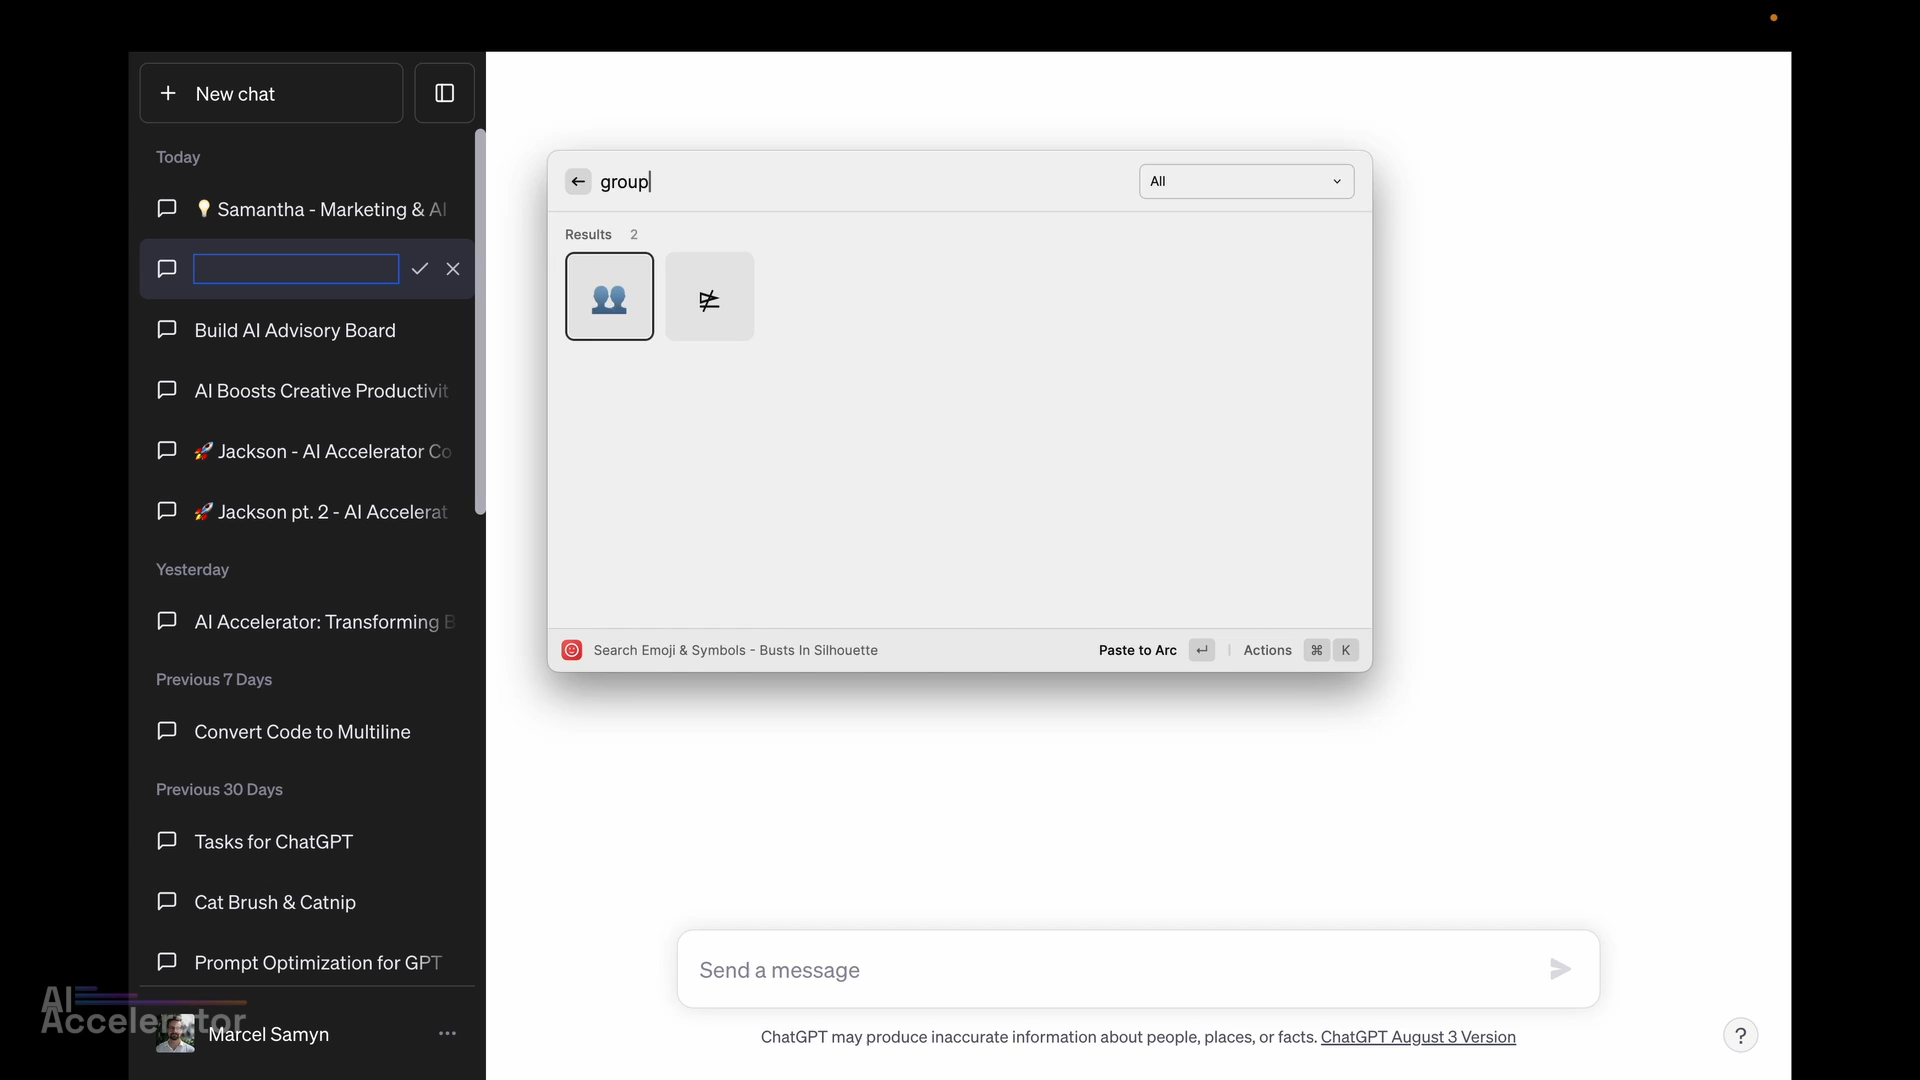 New chat
Today
💡 Samantha - Marketing & AI
Build AI Advisory Board
AI Boosts Creative Productivit
🚀 Jackson - AI Accelerator Co
🚀 Jackson pt. 2 - AI Accelerat
Yesterday
AI Accelerator: Transforming B
Previous 7 Days
Convert Code to Multiline
Previous 30 Days
Tasks for ChatGPT
Cat Brush & Catnip
Prompt Optimization for GPT
AI
Accelerator
Marcel Samyn
group
All
Results 2
Search Emoji & Symbols - Busts In Silhouette
Paste to Arc ↵ Actions ⌘ K
Send a message
ChatGPT may produce inaccurate information about people, places, or facts. ChatGPT August 3 Version
?